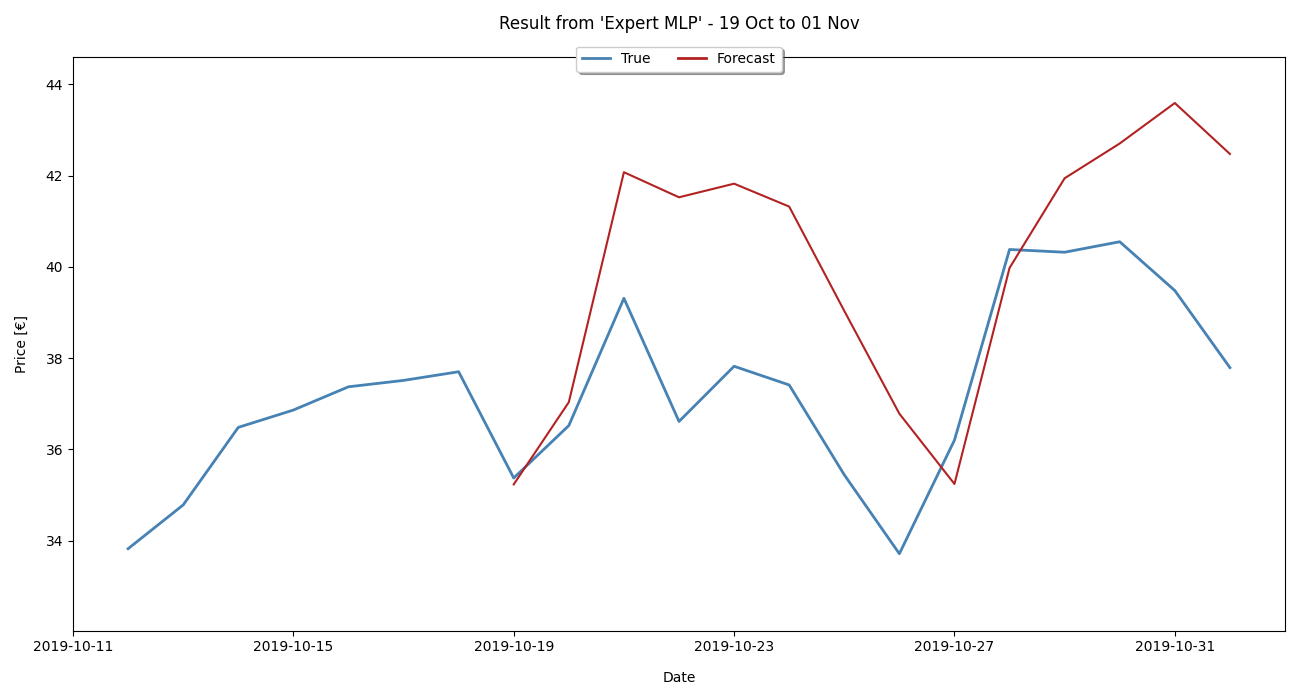 Result from 'Expert MLP' - 19 Oct to 01 Nov
True Forecast
44
42
40
38
36
34
Price [€]
2019-10-11 2019-10-15 2019-10-19 2019-10-23 2019-10-27 2019-10-31
Date